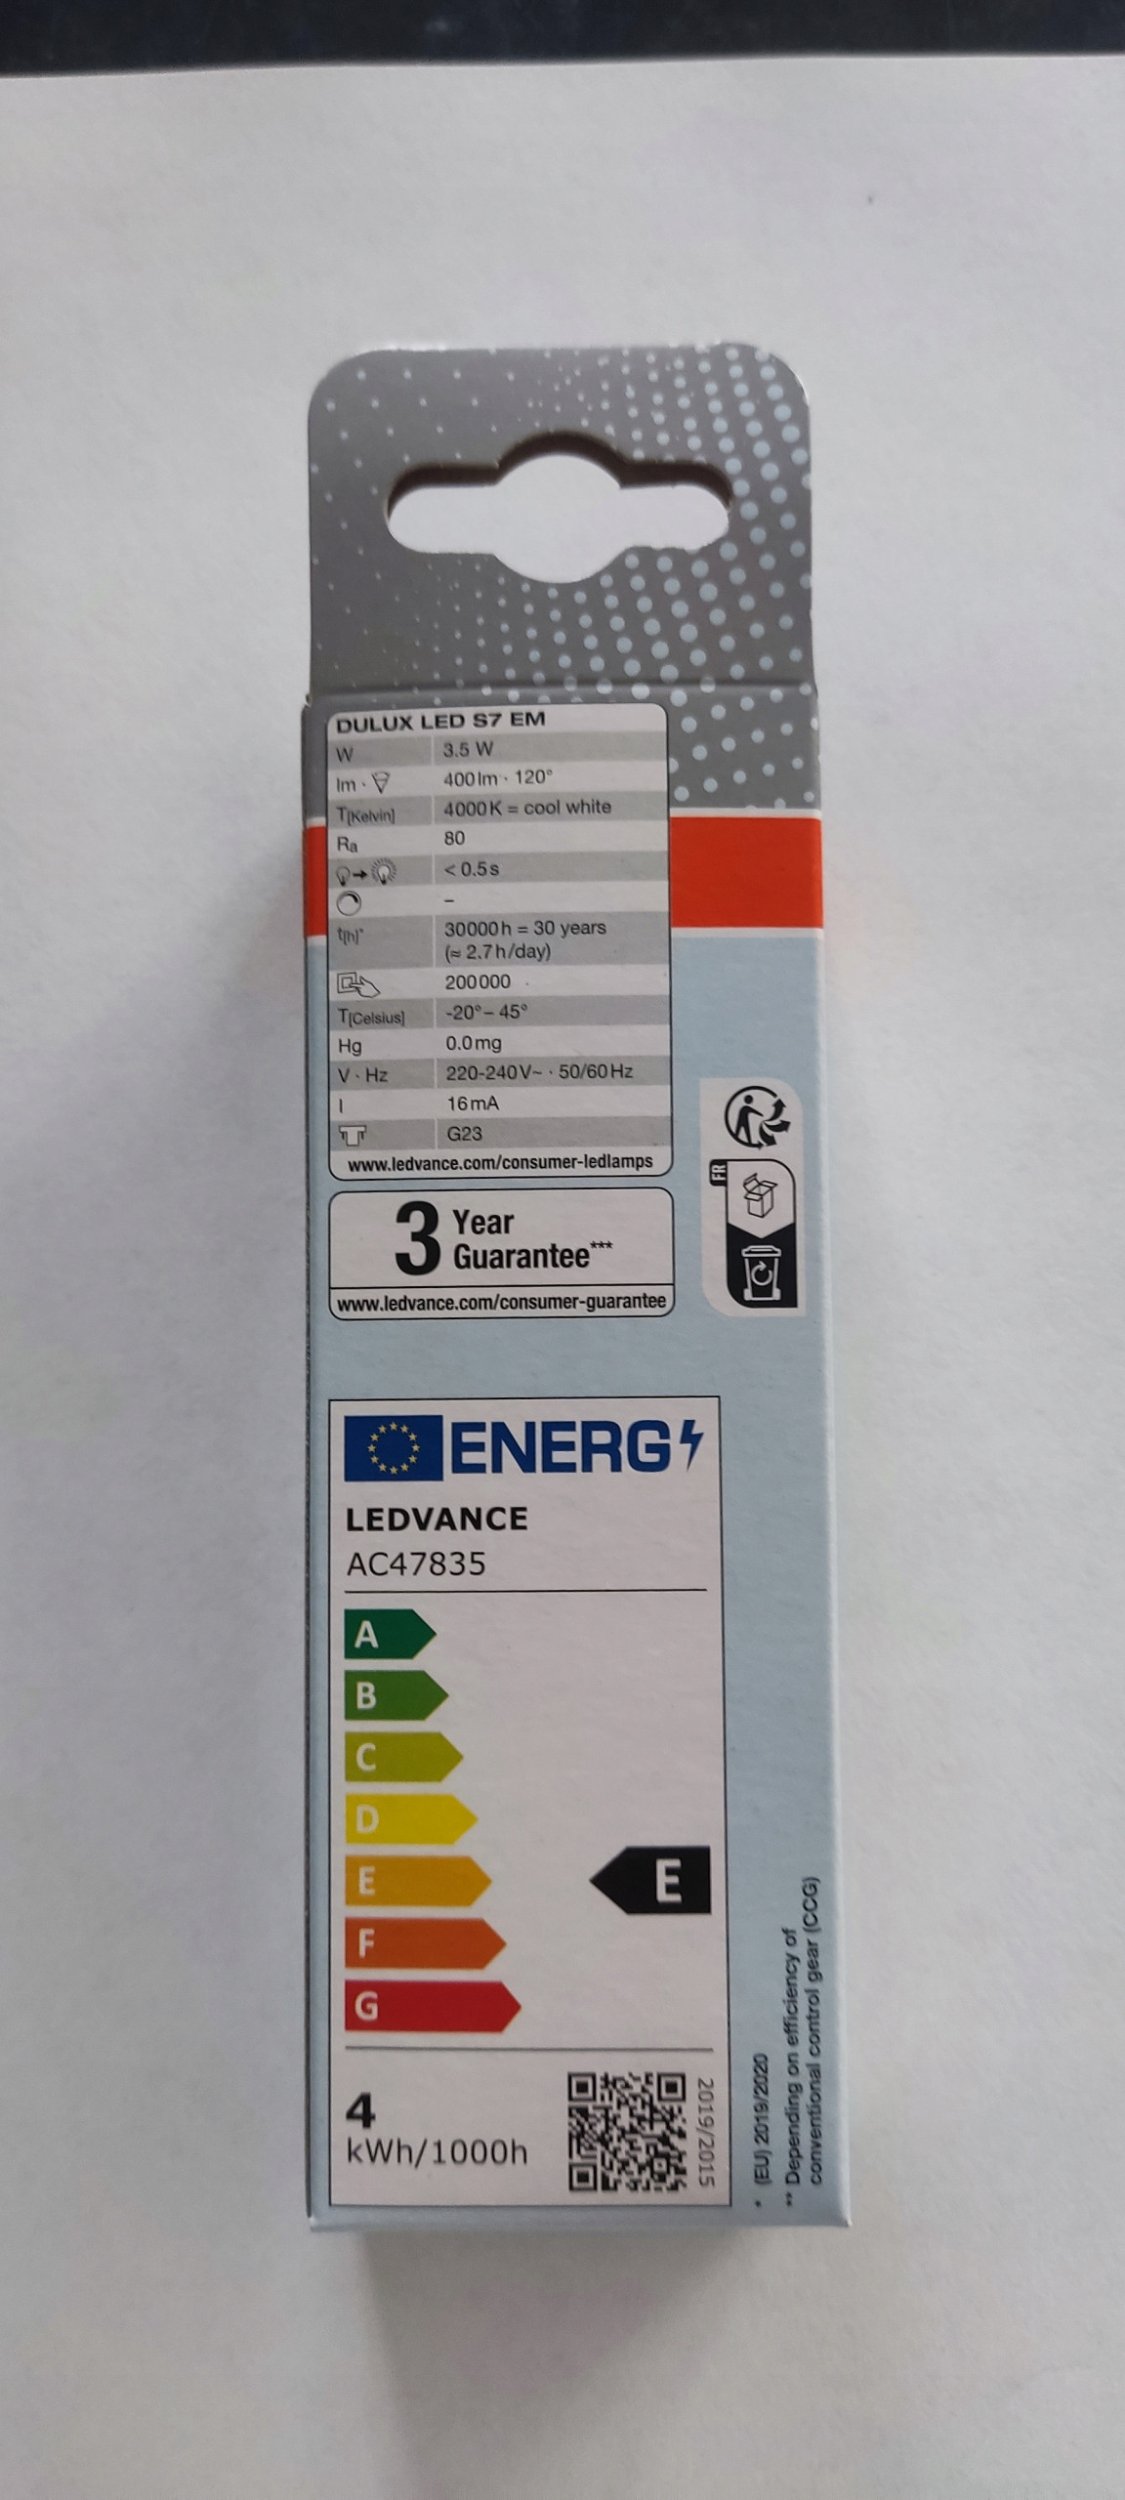 DULUX LED S7 EM
W 3.5 W
lm · 400 lm · 120°
T[Kelvin] 4000 K = cool white
Ra 80
< 0.5 s
–
t[h]* 30000 h = 30 years
(≈ 2.7 h/day)
200 000
T[Celsius] -20° – 45°
Hg 0.0 mg
V · Hz 220-240 V~ · 50/60 Hz
I 16 mA
G23
www.ledvance.com/consumer-ledlamps
3 Year
Guarantee***
www.ledvance.com/consumer-guarantee
FR
ENERG
LEDVANCE
AC47835
A
B
C
D
E
E
F
G
4
kWh/1000h
2019/2015
* (EU) 2019/2020
** Depending on efficiency of
conventional control gear (CCG)